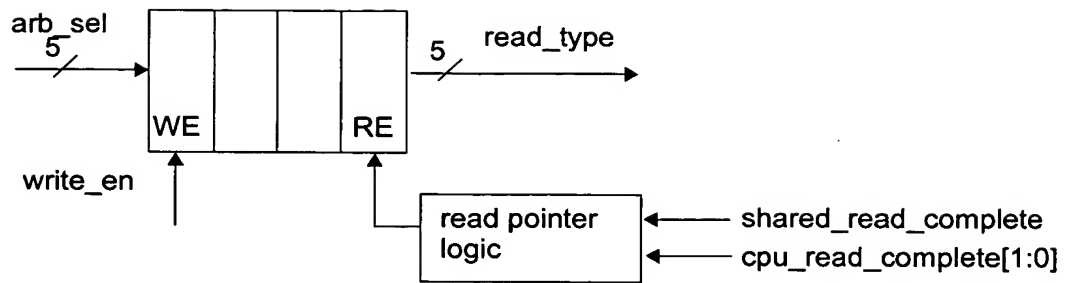 arb_sel
5
5
read_type
WE
RE
write_en
read pointer
logic
shared_read_complete
cpu_read_complete[1:0]